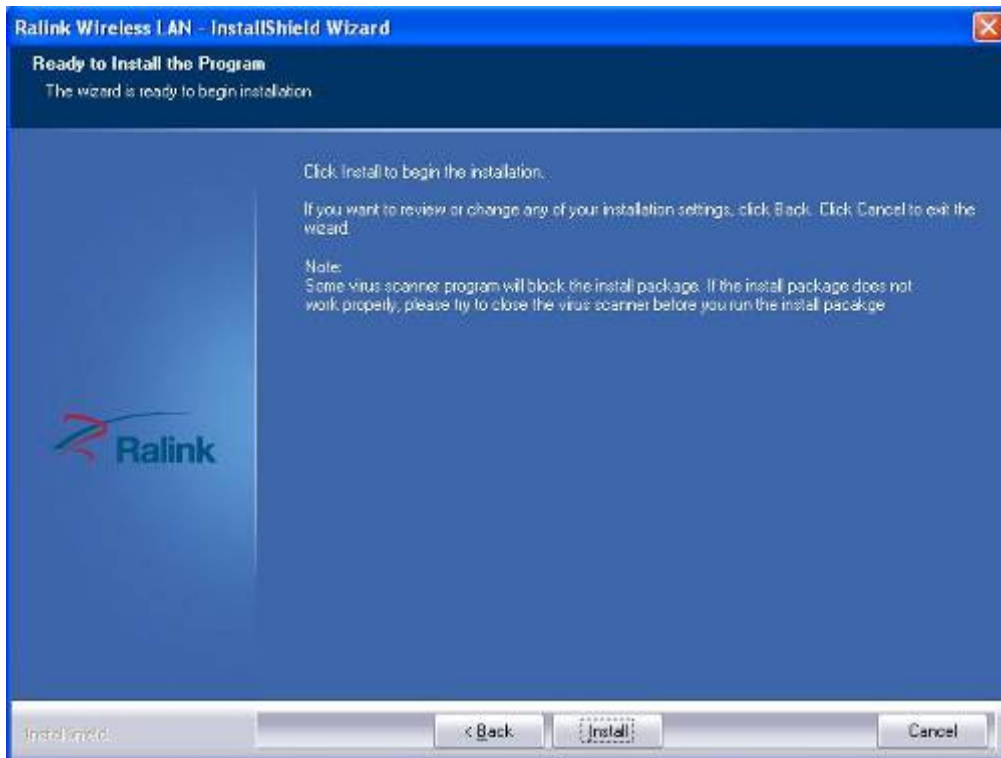 Ralink Wireless LAN - InstallShield Wizard
Ready to Install the Program
The wizard is ready to begin installation.
Click Install to begin the installation.
If you want to review or change any of your installation settings, click Back. Click Cancel to exit the
wizard.
Note:
Some virus scanner program will block the install package. If the install package does not
work properly, please try to close the virus scanner before you run the install pacakge
Ralink
InstallShield
< Back
Install
Cancel